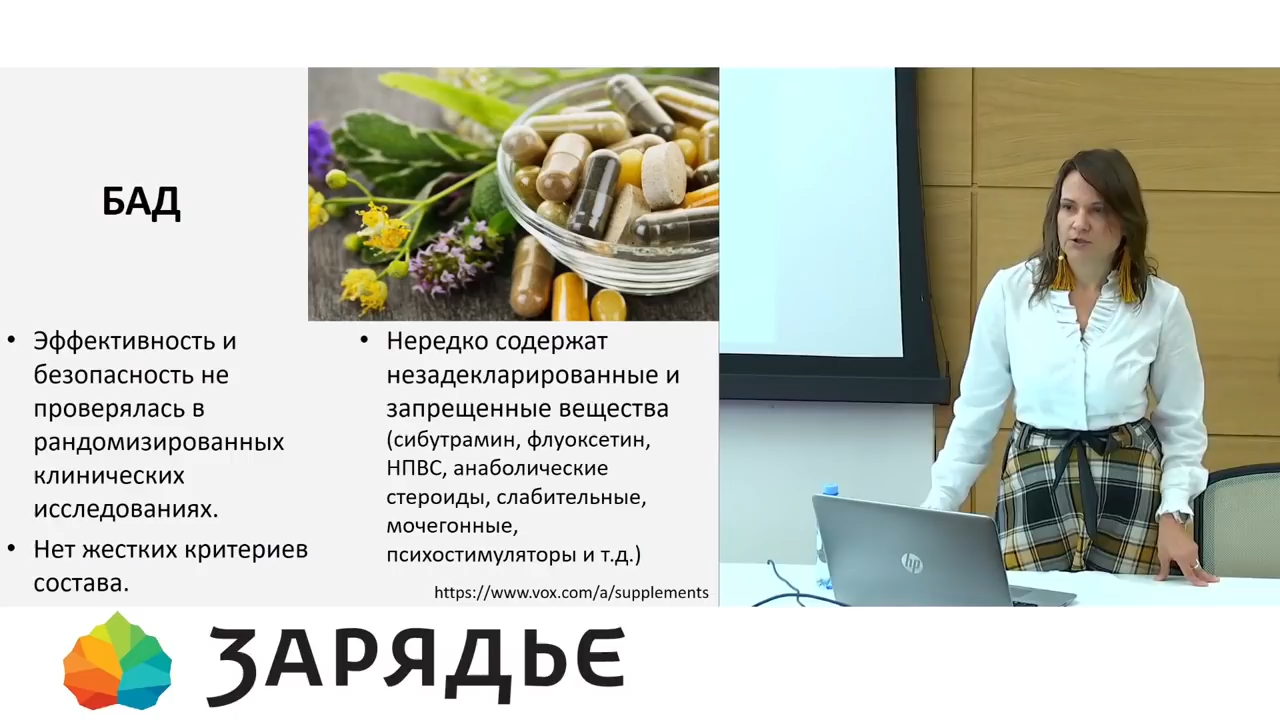 БАД
• Эффективность и
безопасность не
проверялась в
рандомизированных
клинических
исследованиях.
• Нет жестких критериев
состава.
• Нередко содержат
незадекларированные и
запрещенные вещества
(сибутрамин, флуоксетин,
НПВС, анаболические
стероиды, слабительные,
мочегонные,
психостимуляторы и т.д.)
https://www.vox.com/a/supplements
hp
ЗАРЯДЬЕ